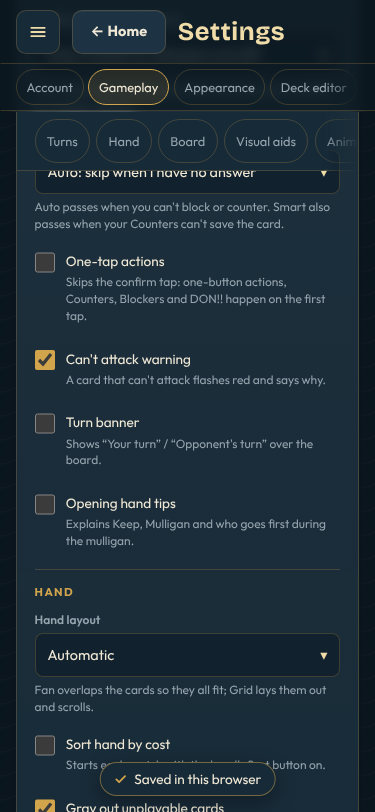 ← Home
Settings
Account
Gameplay
Appearance
Deck editor
Turns
Hand
Board
Visual aids
Auto: skip when I have no answer
Auto passes when you can't block or counter. Smart also
passes when your Counters can't save the card.
One-tap actions
Skips the confirm tap: one-button actions,
Counters, Blockers and DON!! happen on the first
tap.
Can't attack warning
A card that can't attack flashes red and says why.
Turn banner
Shows “Your turn” / “Opponent's turn” over the
board.
Opening hand tips
Explains Keep, Mulligan and who goes first during
the mulligan.
HAND
Hand layout
Automatic
Fan overlaps the cards so they all fit; Grid lays them out
and scrolls.
Sort hand by cost
Starts button on.
Saved in this browser
Gray out unplayable cards